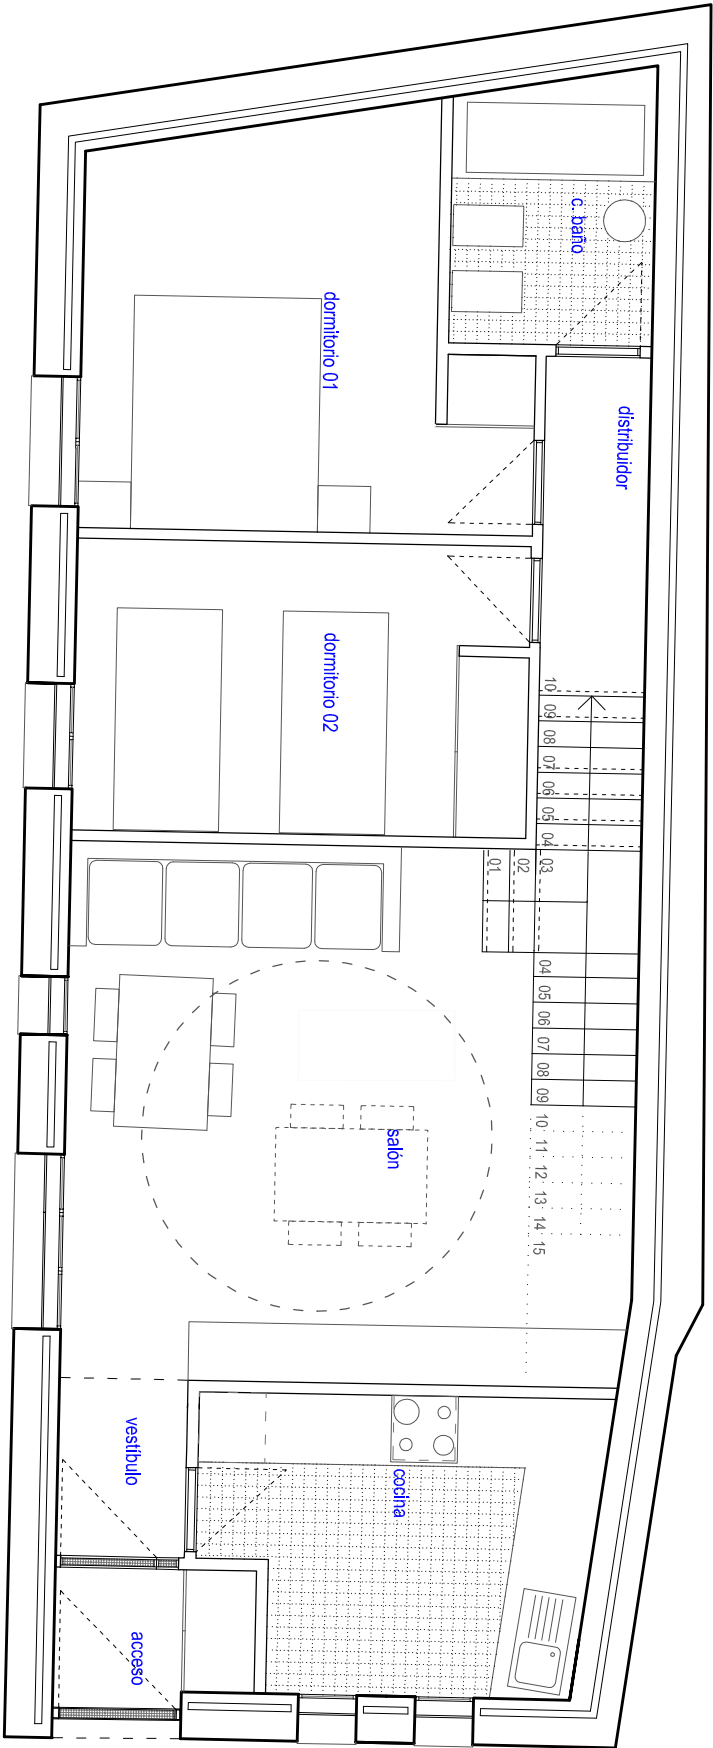 c. baño
dormitorio 01
distribuidor
dormitorio 02
10
09
08
07
06
05
04
03
02
01
04
05
06
07
08
09
10
11
12
13
14
15
salón
vestíbulo
cocina
acceso